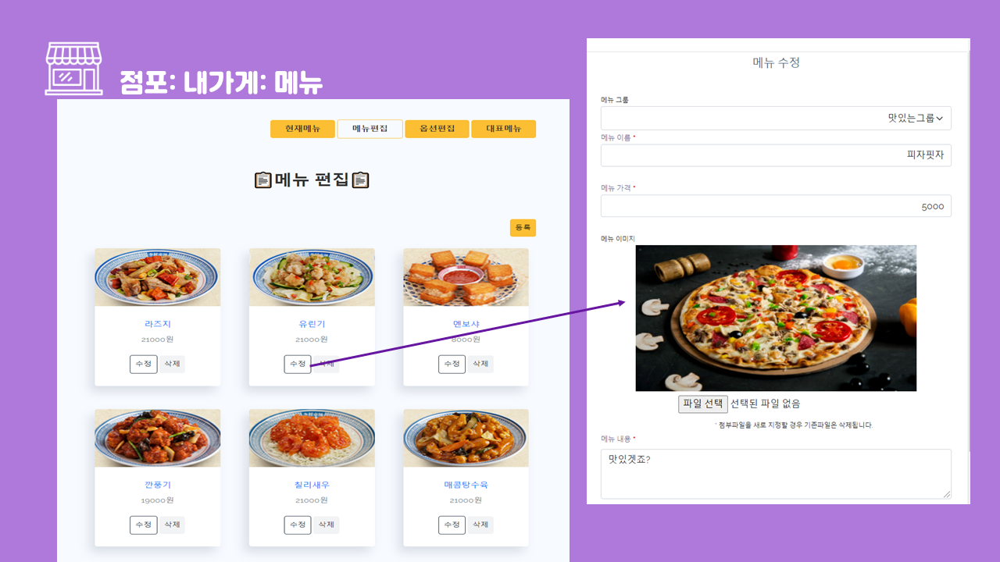 점포: 내가게: 메뉴
현재메뉴 메뉴편집 옵션편집 대표메뉴
메뉴 편집
등록
라즈지
21000원
수정 삭제
유린기
21000원
수정 삭제
멘보샤
8000원
수정 삭제
깐풍기
19000원
수정 삭제
칠리새우
21000원
수정 삭제
매콤탕수육
21000원
수정 삭제
메뉴 수정
메뉴 그룹
맛있는그룹
메뉴 이름 *
피자핏자
메뉴 가격 *
5000
메뉴 이미지
파일 선택 선택된 파일 없음
* 첨부파일을 새로 지정할 경우 기존파일은 삭제됩니다.
메뉴 내용 *
맛있겟죠?